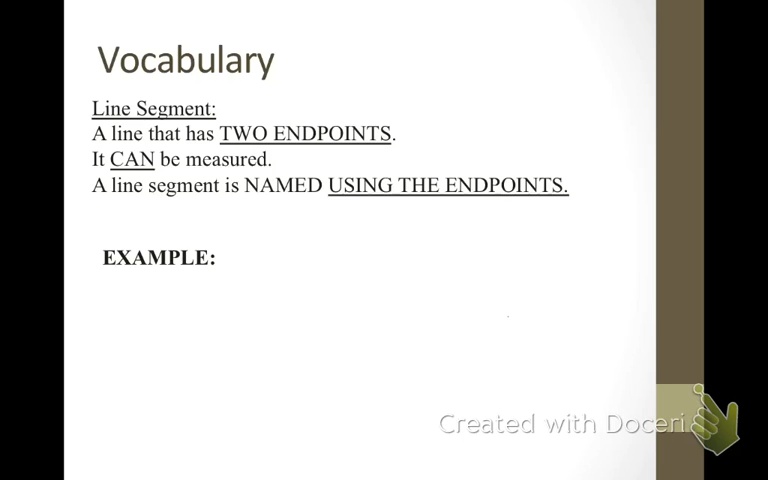 Vocabulary
Line Segment:
A line that has TWO ENDPOINTS.
It CAN be measured.
A line segment is NAMED USING THE ENDPOINTS.
EXAMPLE:
Created with Doceri